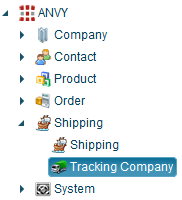 ANVY
Company
Contact
Product
Order
Shipping
Shipping
Tracking Company
System